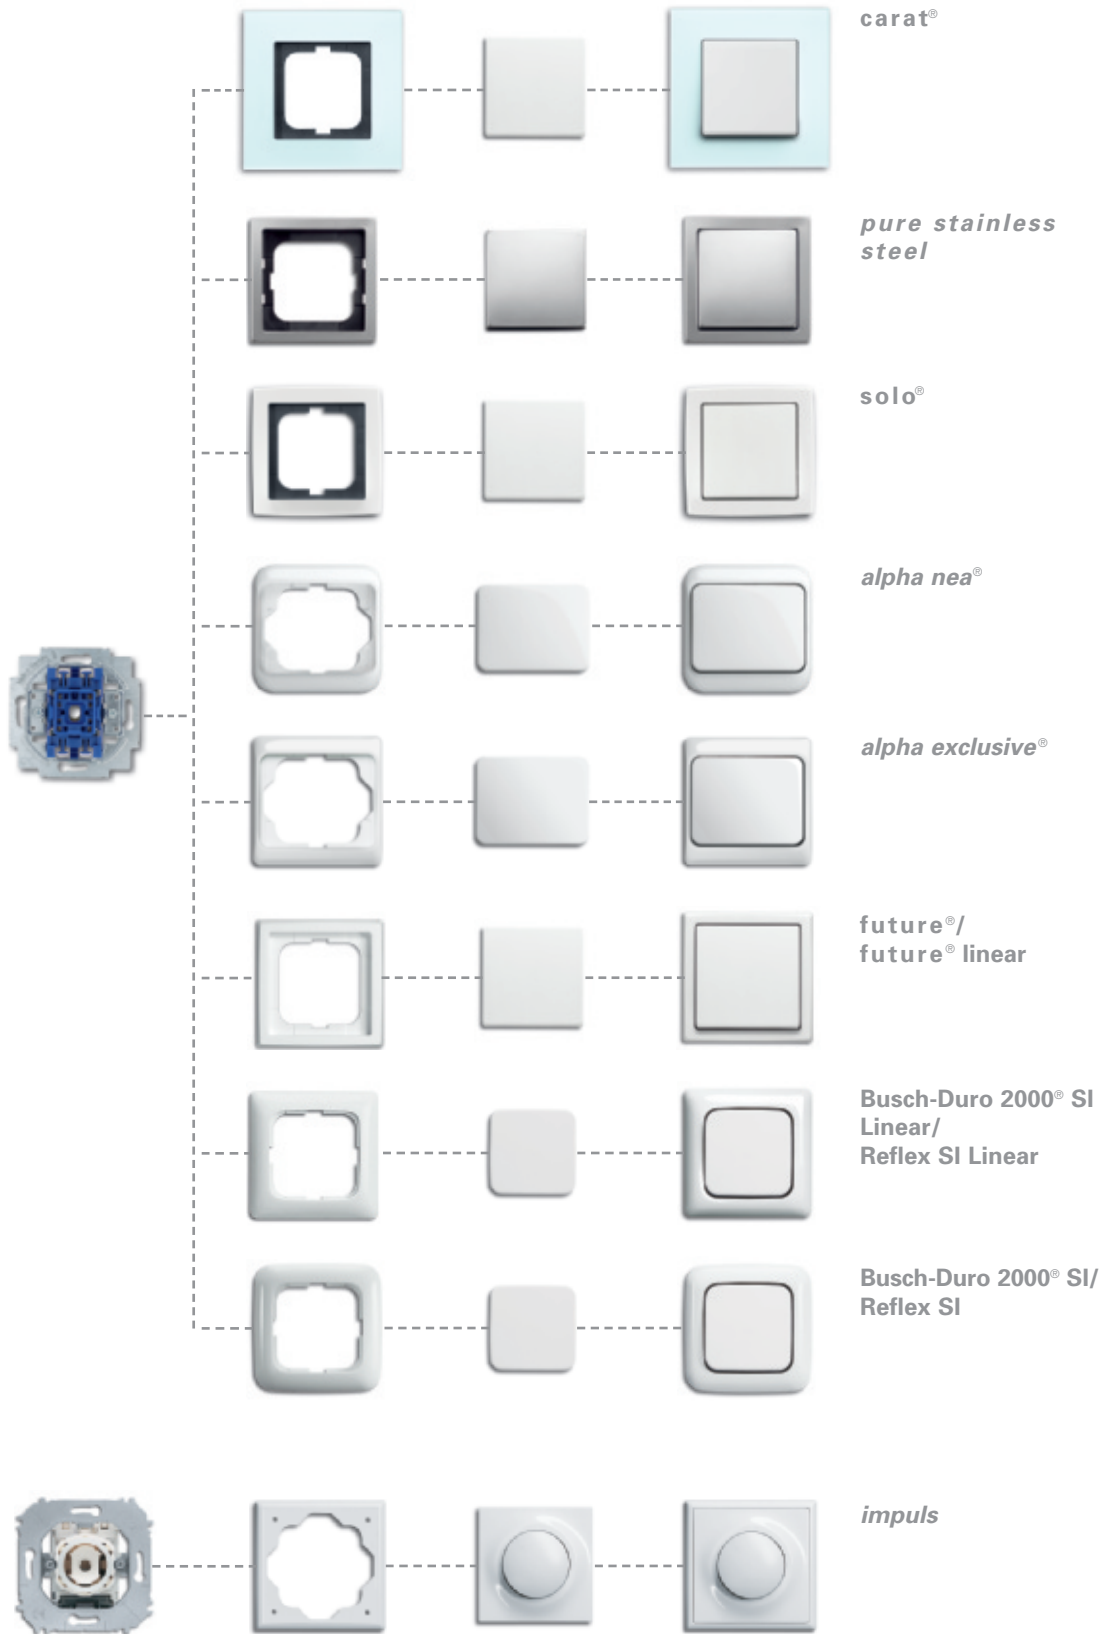 carat®
pure stainless
steel
solo®
alpha nea®
alpha exclusive®
future®/
future® linear
Busch-Duro 2000® SI
Linear/
Reflex SI Linear
Busch-Duro 2000® SI/
Reflex SI
impuls